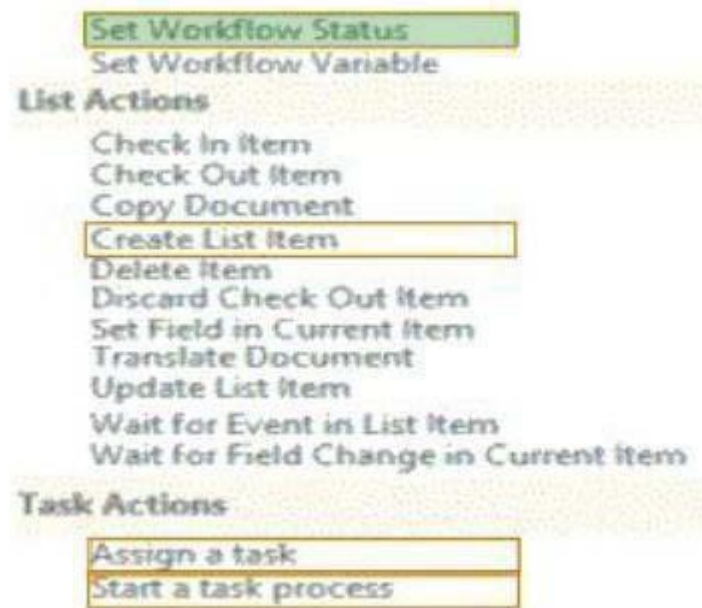 Set Workflow Status
Set Workflow Variable
List Actions
Check In Item
Check Out Item
Copy Document
Create List Item
Delete Item
Discard Check Out Item
Set Field in Current Item
Translate Document
Update List Item
Wait for Event in List Item
Wait for Field Change in Current Item
Task Actions
Assign a task
Start a task process